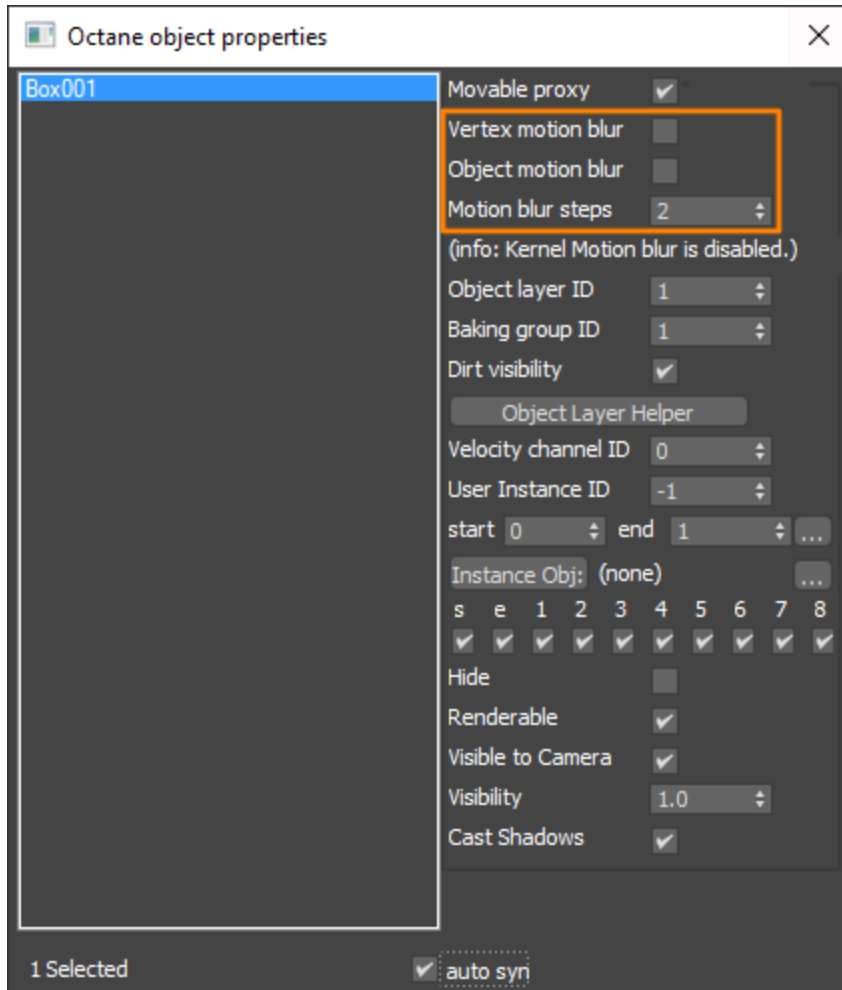 Octane object properties
Box001
Movable proxy
Vertex motion blur
Object motion blur
Motion blur steps 2
(info: Kernel Motion blur is disabled.)
Object layer ID 1
Baking group ID 1
Dirt visibility
Object Layer Helper
Velocity channel ID 0
User Instance ID -1
start 0 end 1 ...
Instance Obj: (none) ...
s e 1 2 3 4 5 6 7 8
Hide
Renderable
Visible to Camera
Visibility 1.0
Cast Shadows
1 Selected auto syn